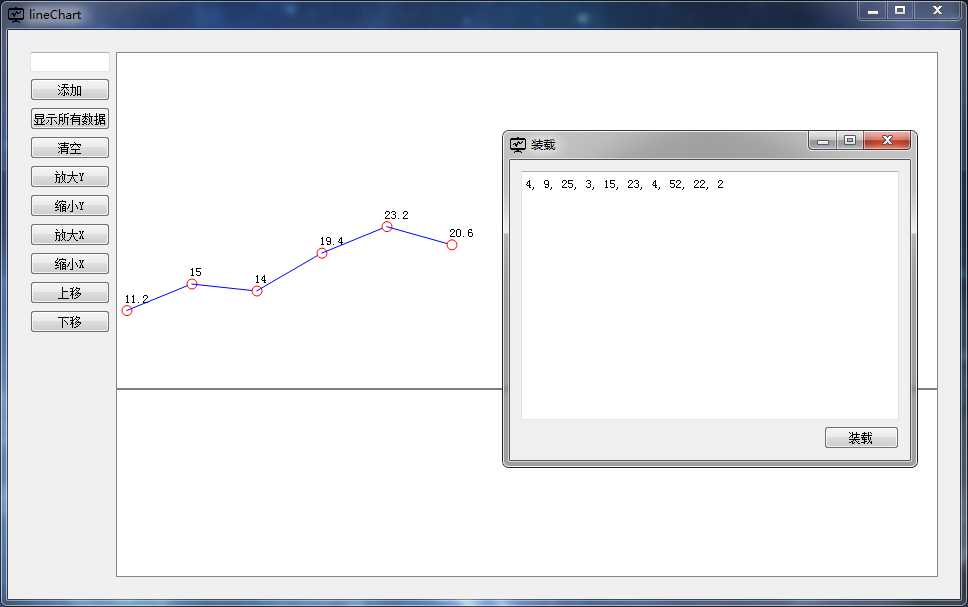 lineChart
添加
显示所有数据
清空
放大Y
缩小Y
放大X
缩小X
上移
下移
11.2
15
14
19.4
23.2
20.6
装载
4, 9, 25, 3, 15, 23, 4, 52, 22, 2
装载